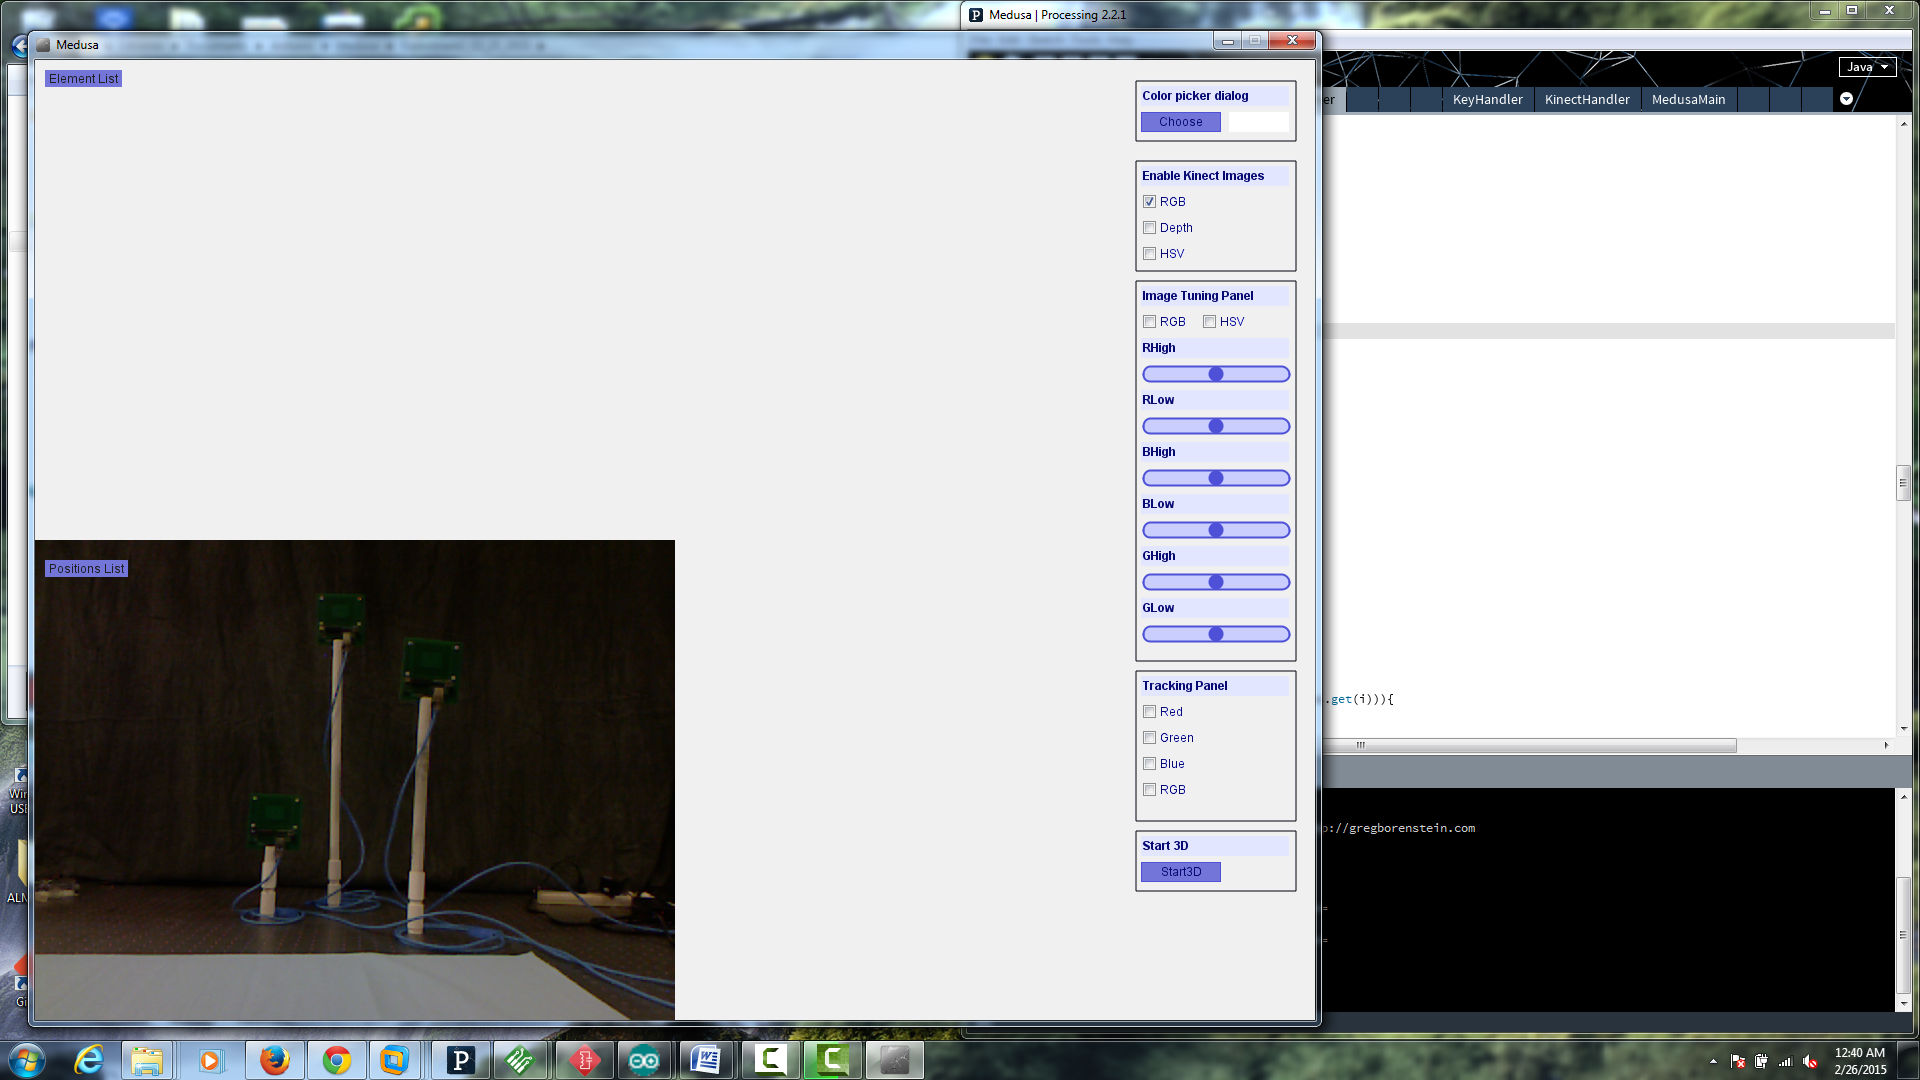 Medusa | Processing 2.2.1
Medusa
Java
er
KeyHandler
KinectHandler
MedusaMain
Element List
Color picker dialog
Choose
Enable Kinect Images
RGB
Depth
HSV
Image Tuning Panel
RGB
HSV
RHigh
RLow
BHigh
BLow
GHigh
GLow
Positions List
Tracking Panel
Red
Green
Blue
RGB
Start 3D
Start3D
.get(i))){
p://gregborenstein.com
=
=
Win
USB
ALM
Gi
12:40 AM
2/26/2015